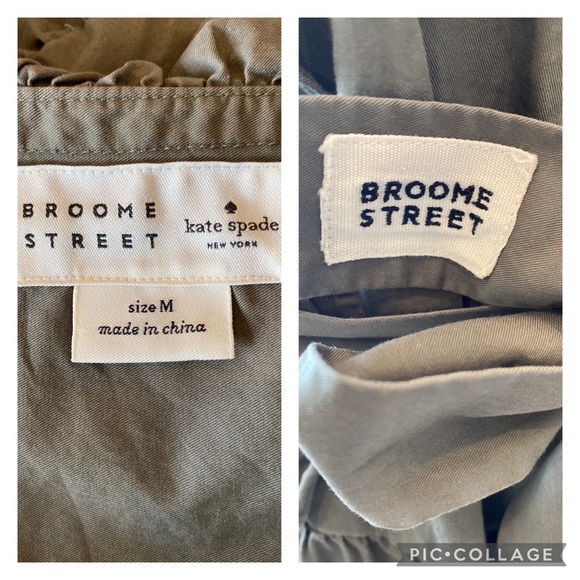 BROOME
STREET
kate spade
NEW YORK
size M
made in china
BROOME
STREET
PIC•COLLAGE